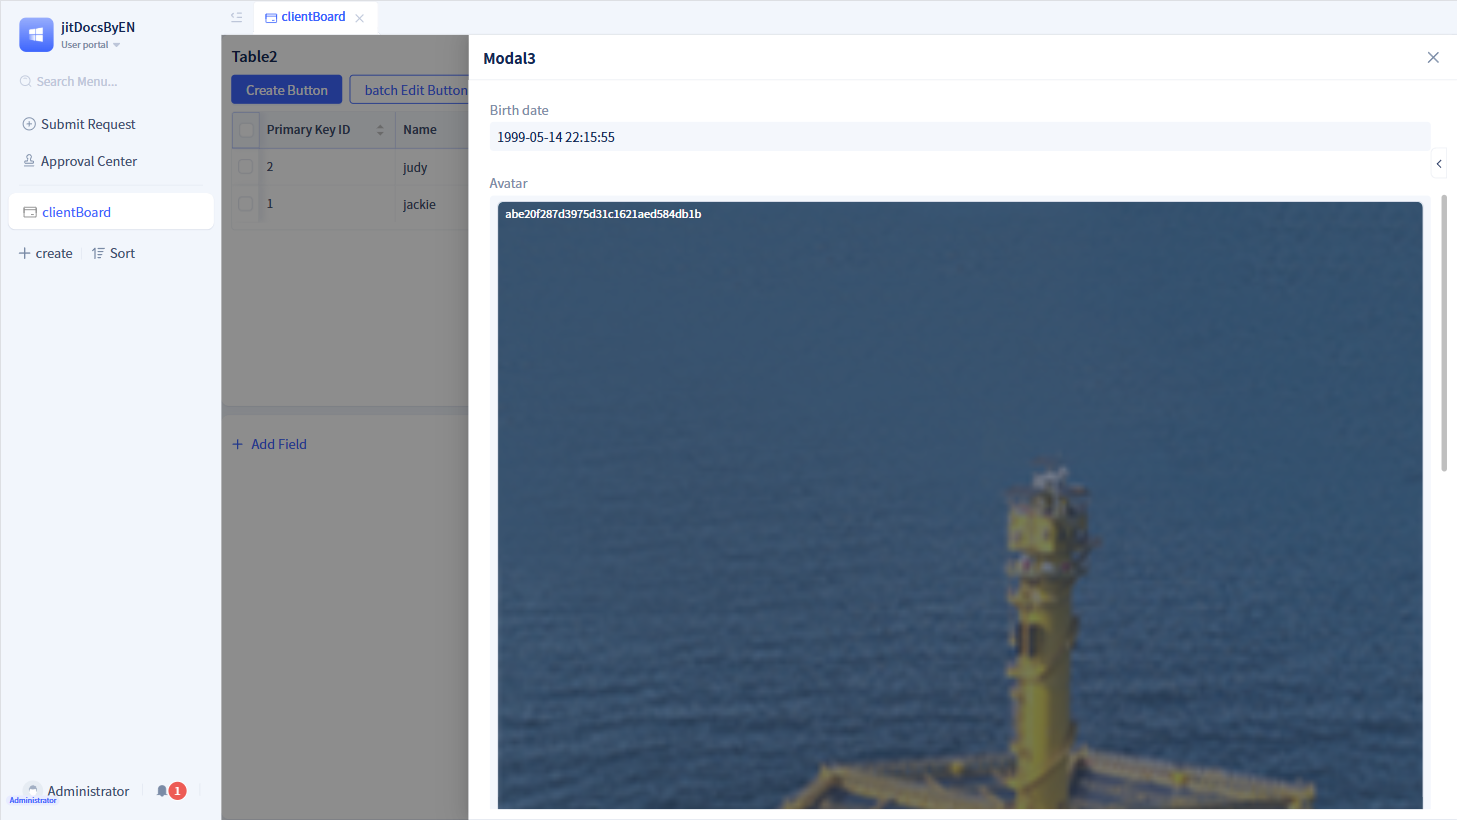 jitDocsByEN
User portal
Search Menu...
Submit Request
Approval Center
clientBoard
create
Sort
Administrator
Administrator
1
clientBoard
Table2
Create Button
batch Edit Button
Primary Key ID
Name
2
judy
1
jackie
Add Field
Modal3
Birth date
1999-05-14 22:15:55
Avatar
abe20f287d3975d31c1621aed584db1b